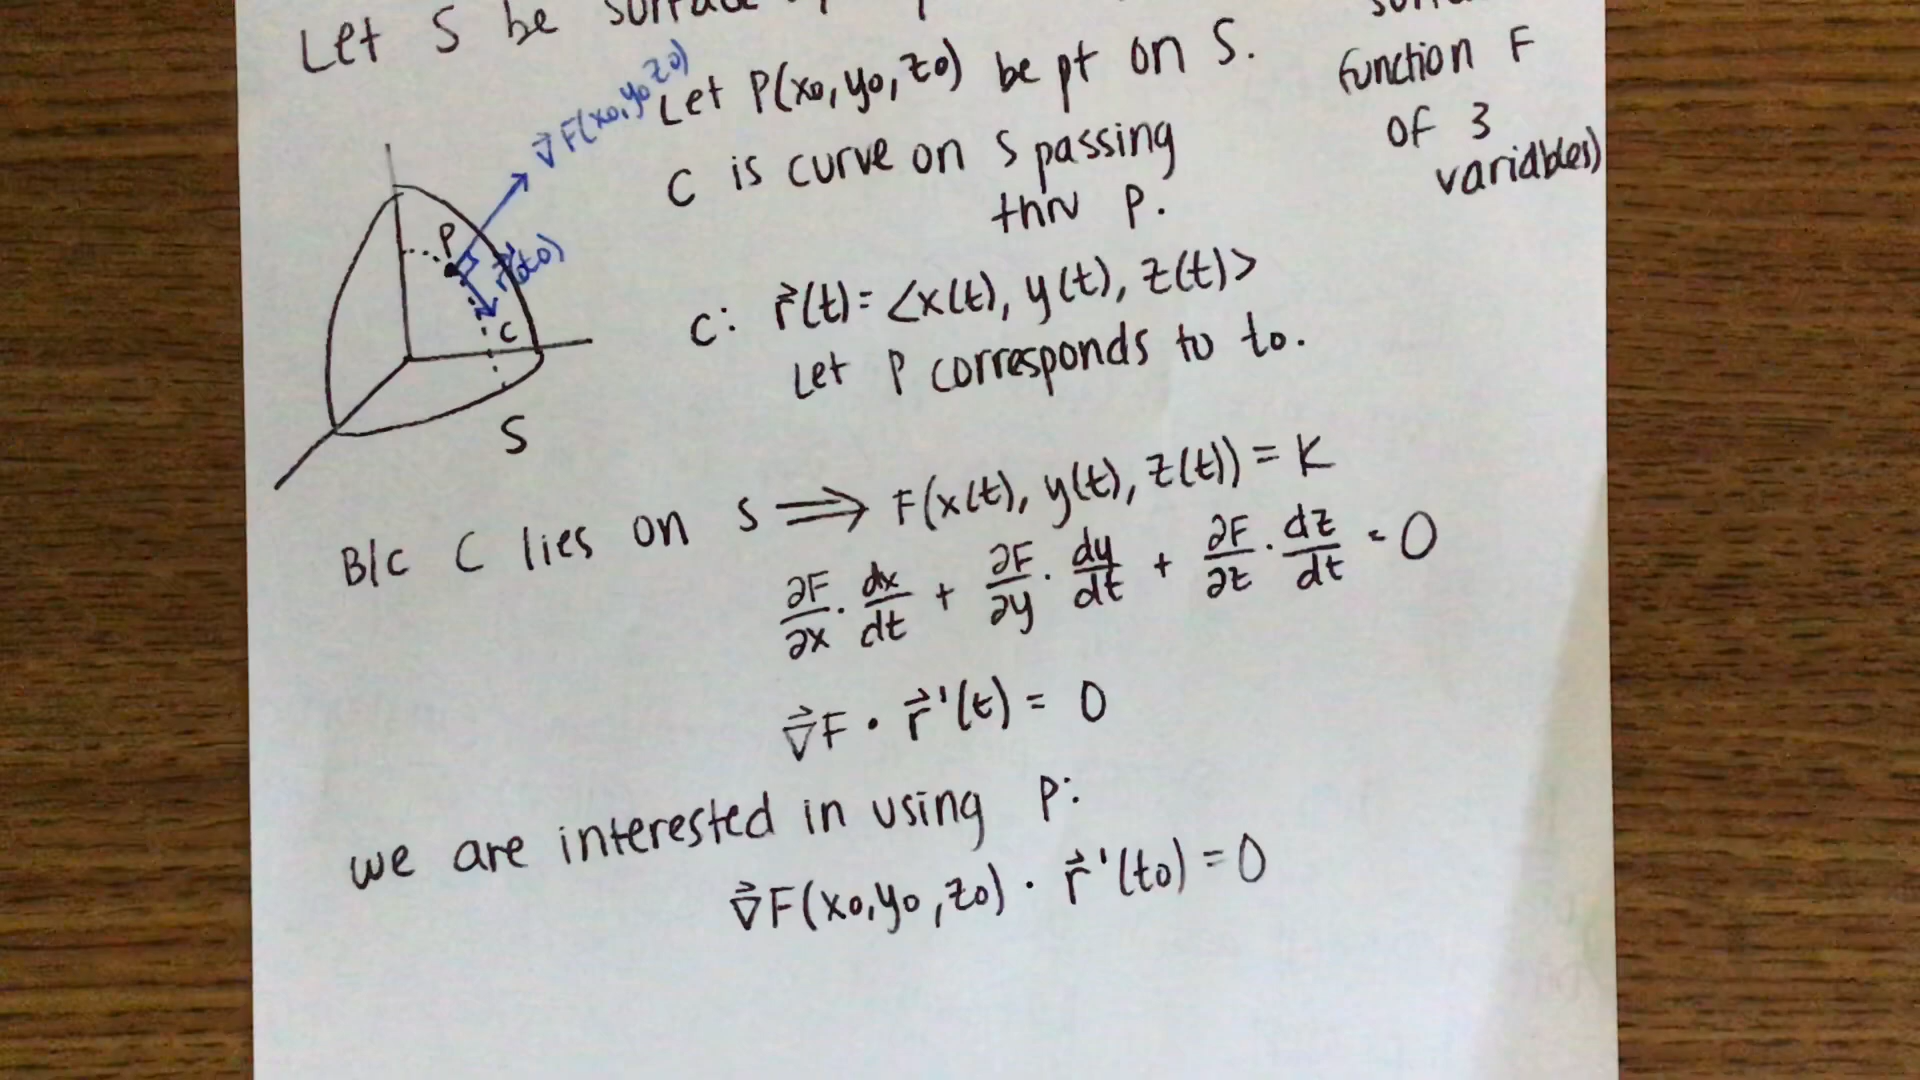 Let S be
Let P(x₀, y₀, z₀) be pt on S.
C is curve on S passing
thru P.
function F
of 3
variables)
∇⃗F(x₀, y₀, z₀)
P
r⃗'(t₀)
C
S
C: r⃗(t) = <x(t), y(t), z(t)>
Let P corresponds to t₀.
B/c C lies on S ⟹ F(x(t), y(t), z(t)) = K
∂F/∂x · dx/dt + ∂F/∂y · dy/dt + ∂F/∂z · dz/dt = 0
∇⃗F · r⃗'(t) = 0
we are interested in using P:
∇⃗F(x₀, y₀, z₀) · r⃗'(t₀) = 0